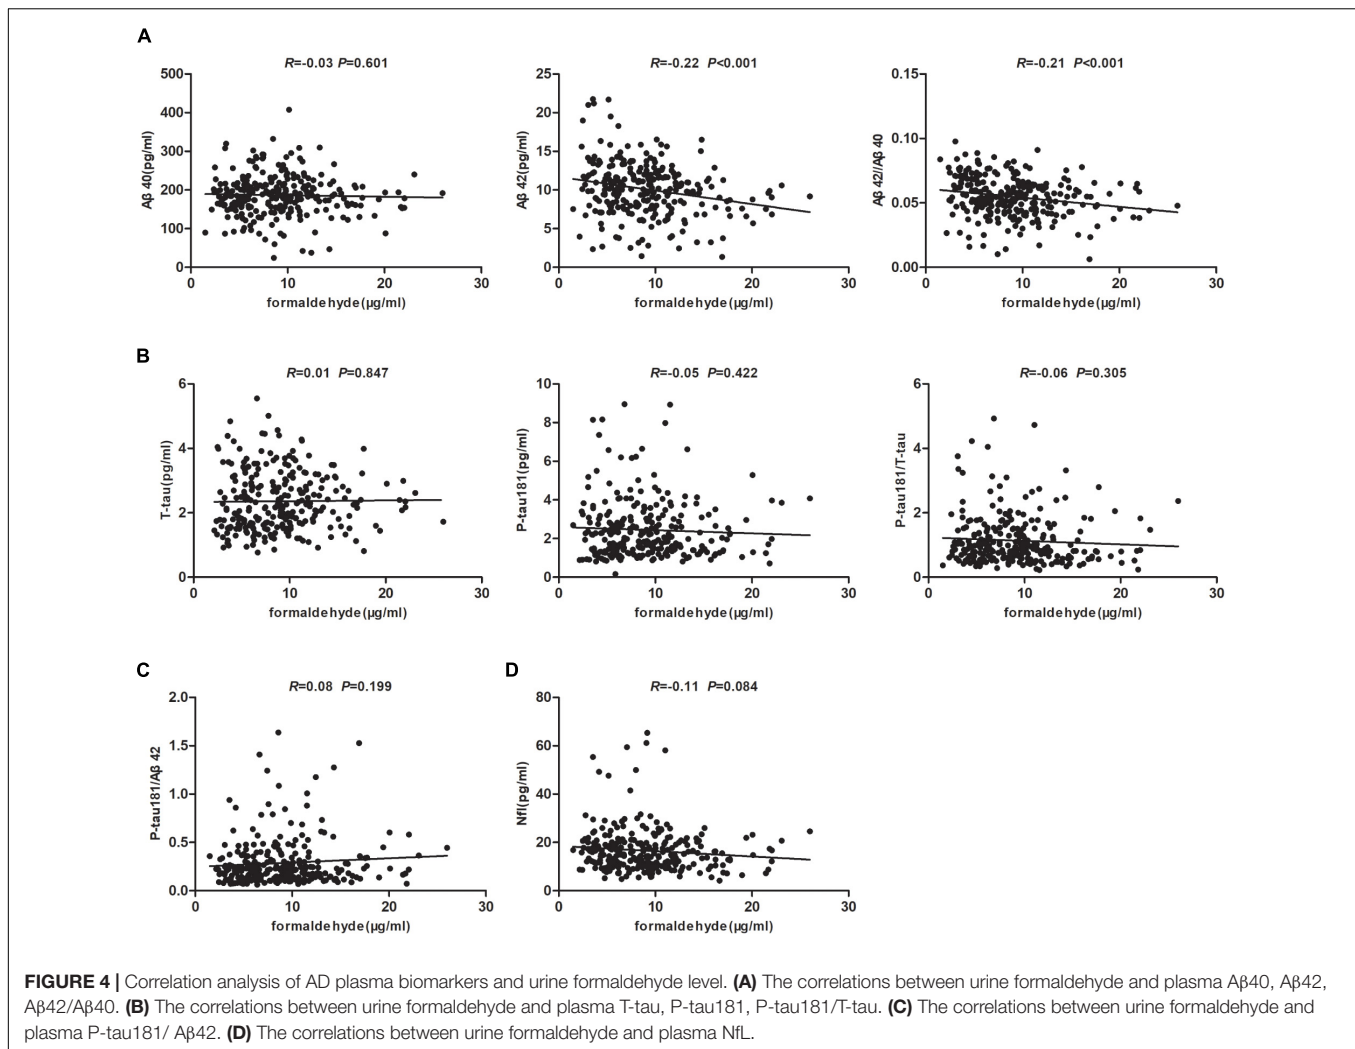 A
R=-0.03 P=0.601
500
400
300
200
100
0
Aβ 40(pg/ml)
0 10 20 30
formaldehyde(µg/ml)
R=-0.22 P<0.001
25
20
15
10
5
0
Aβ 42(pg/ml)
0 10 20 30
formaldehyde(µg/ml)
R=-0.21 P<0.001
0.15
0.10
0.05
0.00
Aβ 42//Aβ 40
0 10 20 30
formaldehyde(µg/ml)
B
R=0.01 P=0.847
6
4
2
0
T-tau(pg/ml)
0 10 20 30
formaldehyde(µg/ml)
R=-0.05 P=0.422
10
8
6
4
2
0
P-tau181(pg/ml)
0 10 20 30
formaldehyde(µg/ml)
R=-0.06 P=0.305
6
4
2
0
P-tau181/T-tau
0 10 20 30
formaldehyde(µg/ml)
C
R=0.08 P=0.199
2.0
1.5
1.0
0.5
0.0
P-tau181/Aβ 42
0 10 20 30
formaldehyde(µg/ml)
D
R=-0.11 P=0.084
80
60
40
20
0
Nfl(pg/ml)
0 10 20 30
formaldehyde(µg/ml)
FIGURE 4 | Correlation analysis of AD plasma biomarkers and urine formaldehyde level. (A) The correlations between urine formaldehyde and plasma Aβ40, Aβ42,
Aβ42/Aβ40. (B) The correlations between urine formaldehyde and plasma T-tau, P-tau181, P-tau181/T-tau. (C) The correlations between urine formaldehyde and
plasma P-tau181/ Aβ42. (D) The correlations between urine formaldehyde and plasma NfL.